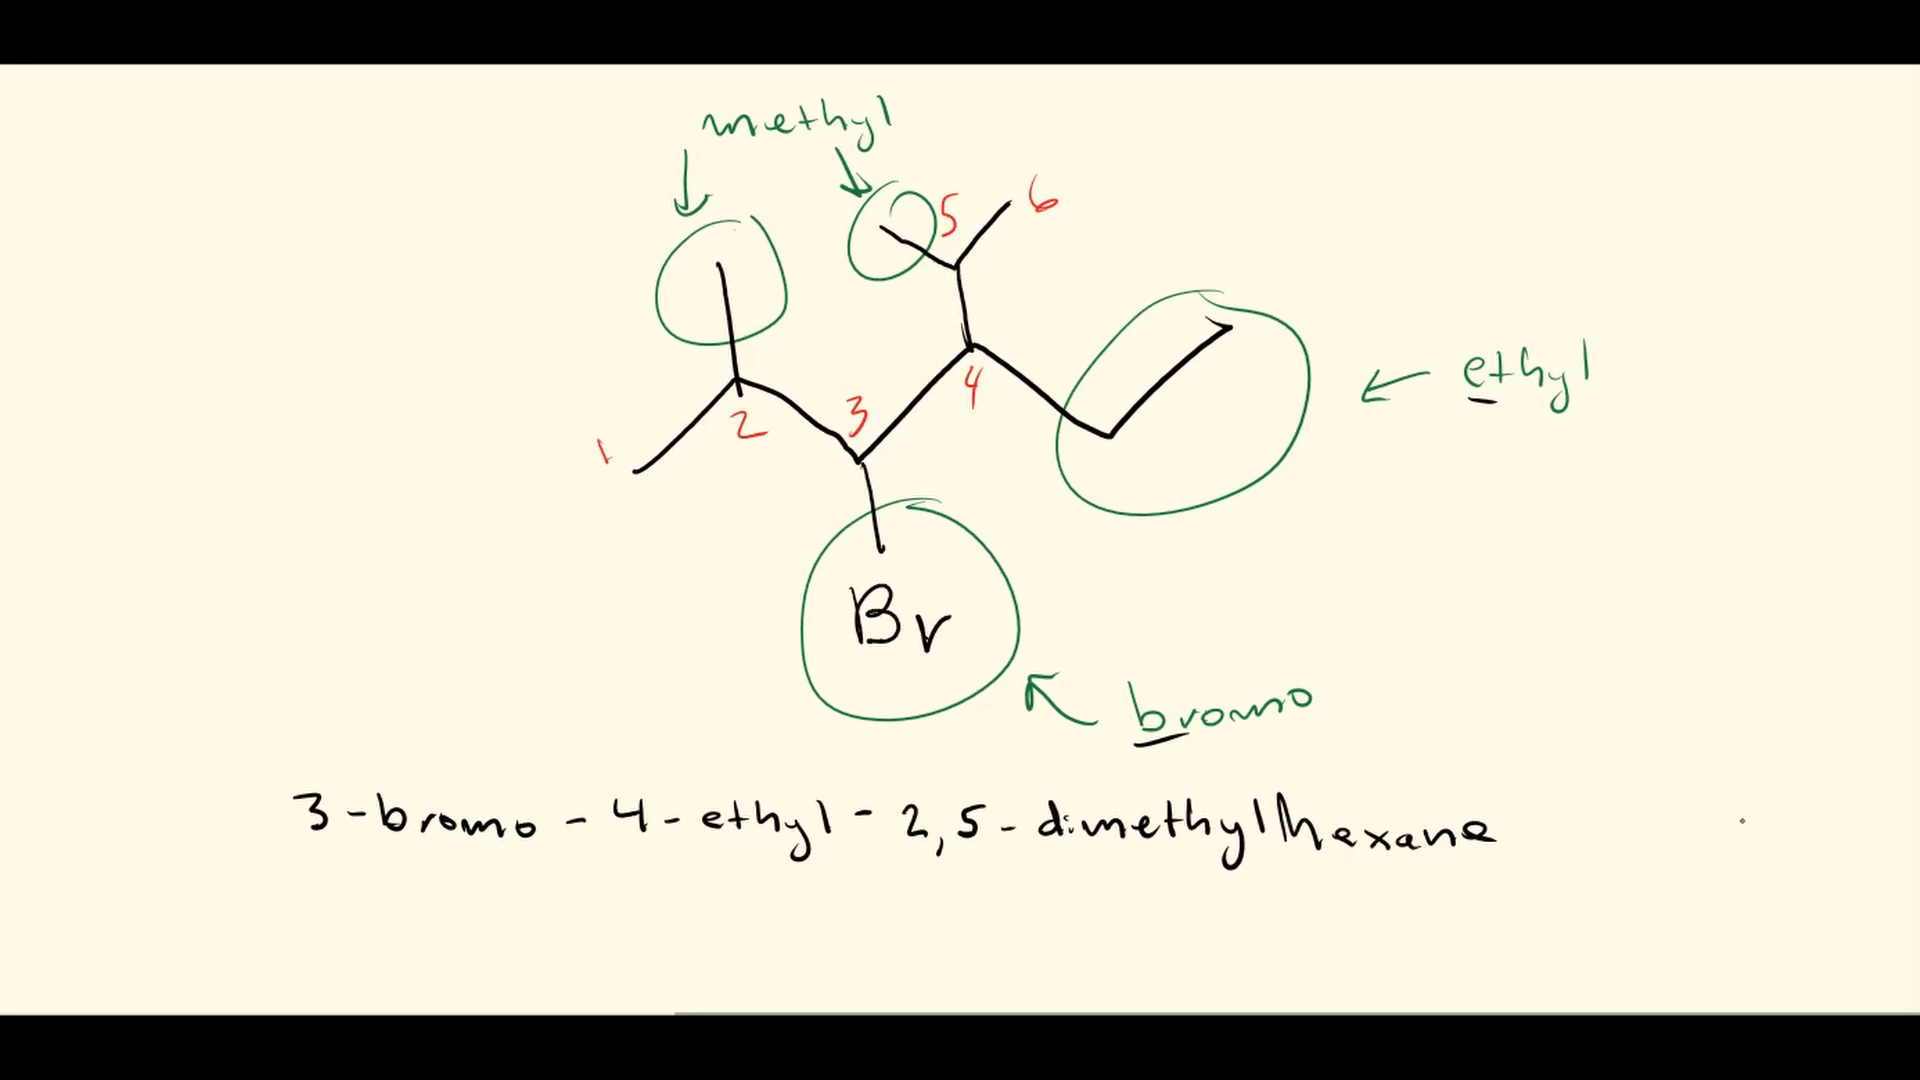 methyl
5 6
4
ethyl
3
2
1
Br
bromo
3-bromo-4-ethyl-2,5-dimethylhexane